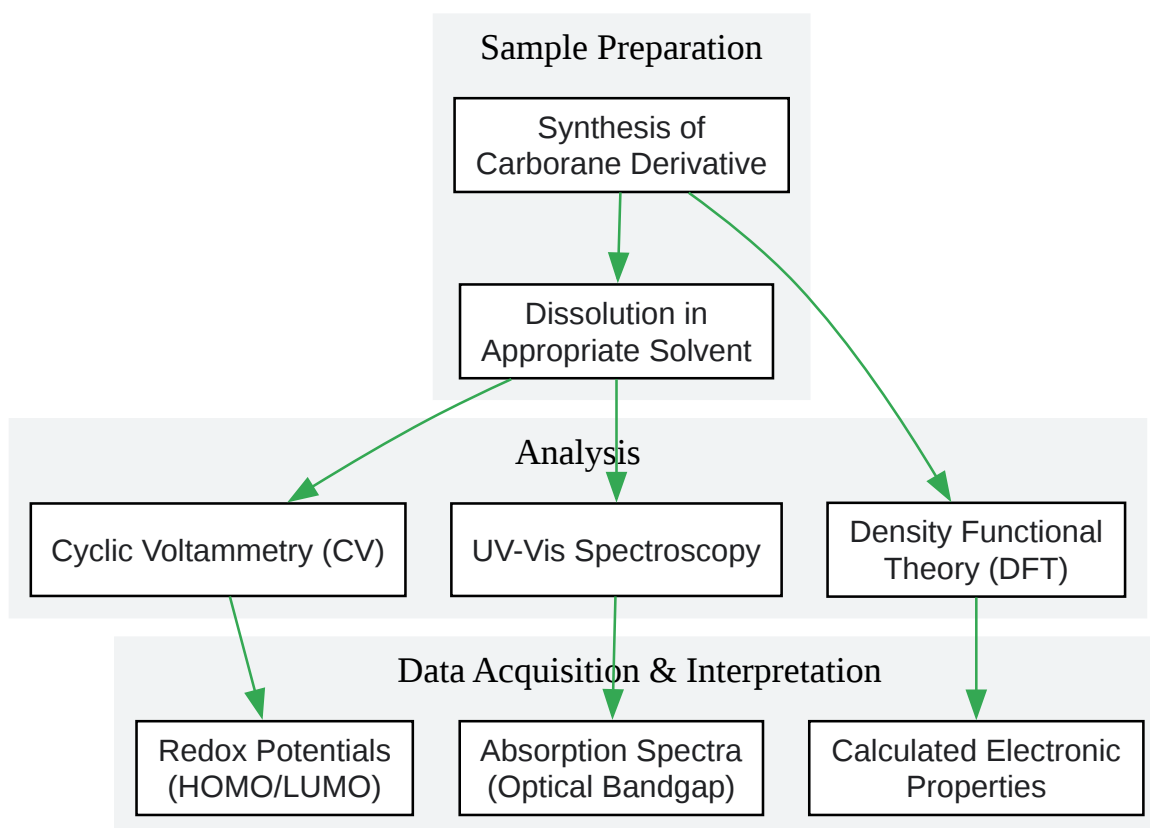 Sample Preparation
Synthesis of
Carborane Derivative
Dissolution in
Appropriate Solvent
Analysis
Cyclic Voltammetry (CV)
UV-Vis Spectroscopy
Density Functional
Theory (DFT)
Data Acquisition & Interpretation
Redox Potentials
(HOMO/LUMO)
Absorption Spectra
(Optical Bandgap)
Calculated Electronic
Properties